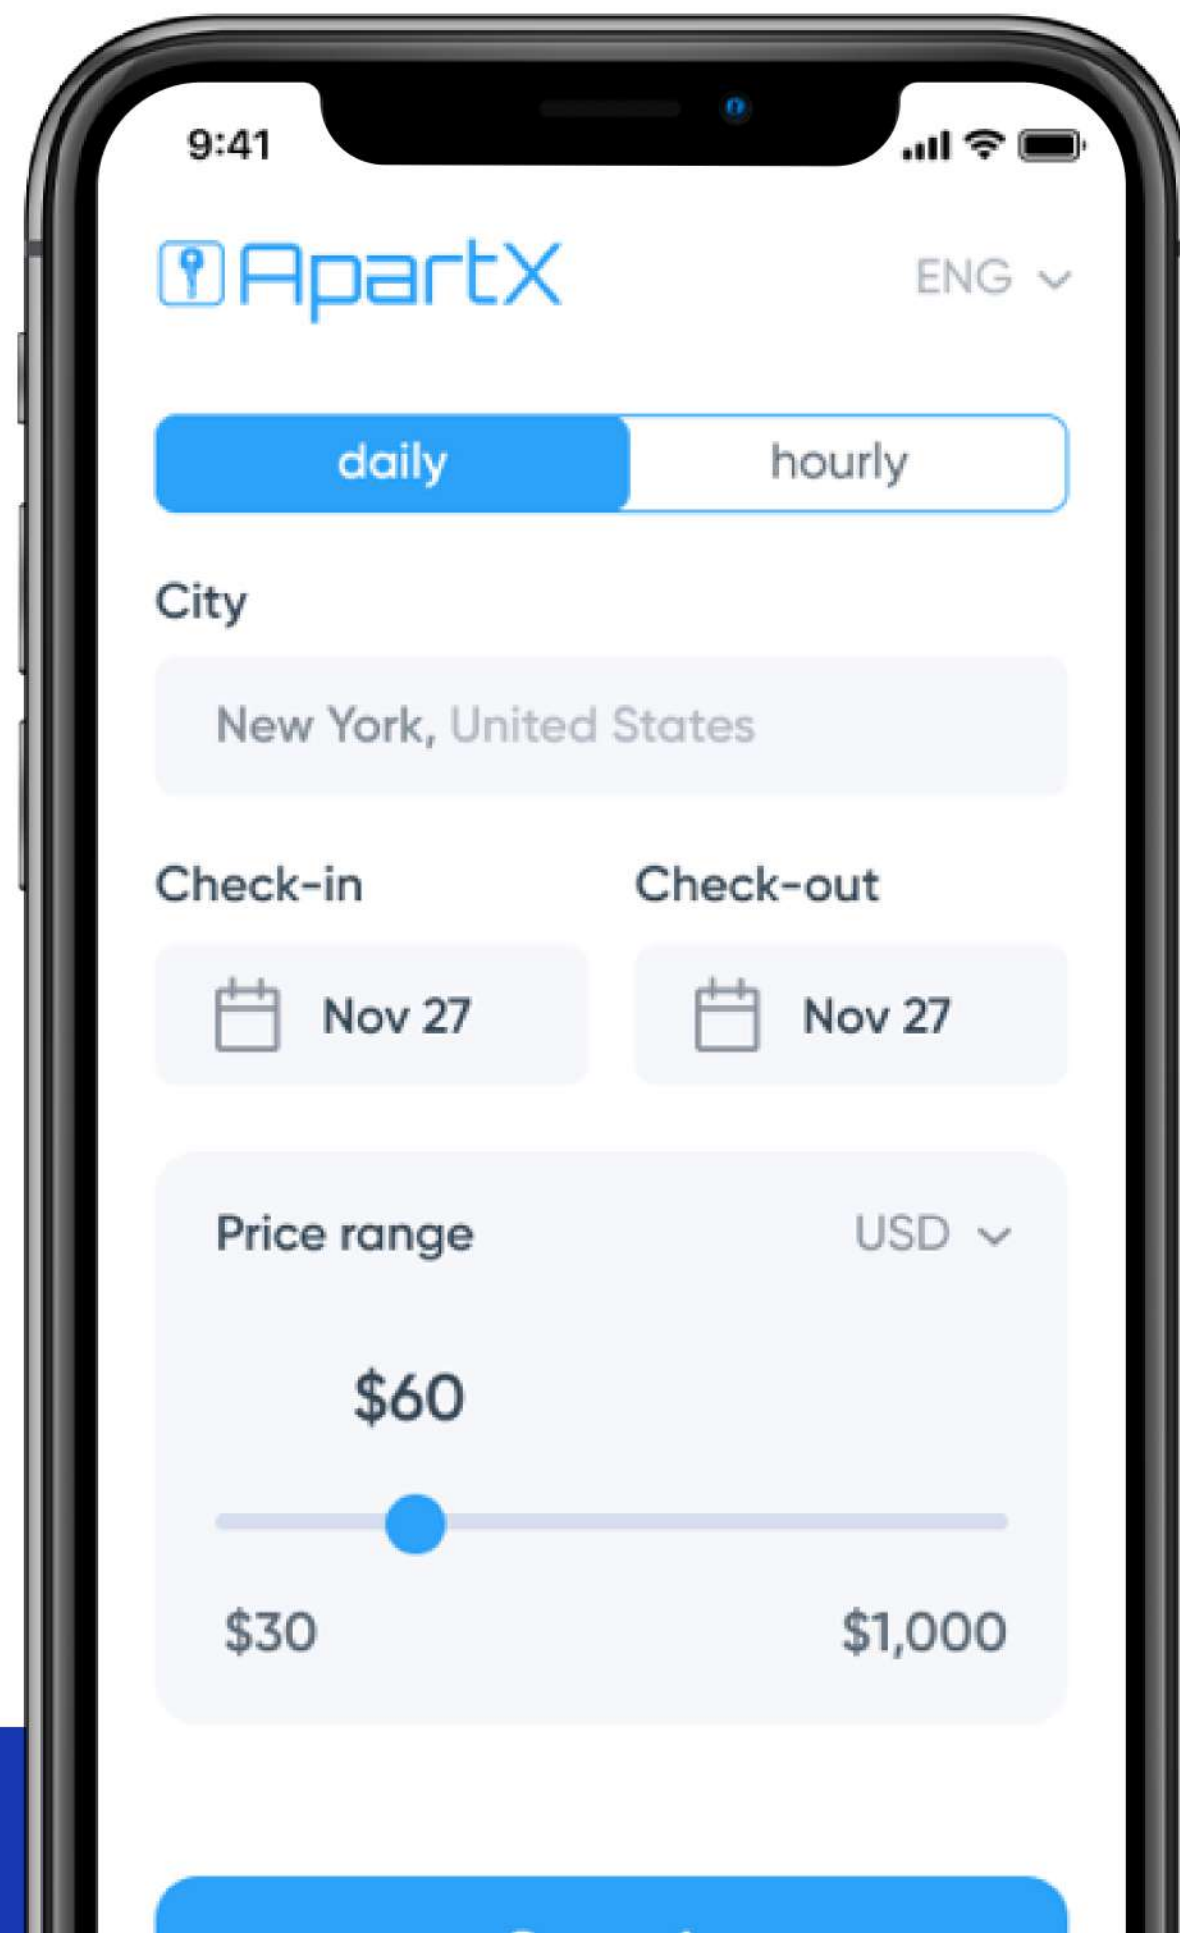 9:41
ApartX
ENG
daily hourly
City
New York, United States
Check-in Check-out
Nov 27 Nov 27
Price range USD
$60
$30 $1,000